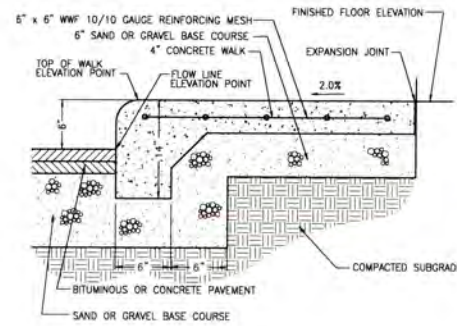 6" x 6" WWF 10/10 GAUGE REINFORCING MESH
FINISHED FLOOR ELEVATION
6" SAND OR GRAVEL BASE COURSE
4" CONCRETE WALK
EXPANSION JOINT
TOP OF WALK
ELEVATION POINT
FLOW LINE
ELEVATION POINT
2.0%
6"
14
6"
6"
COMPACTED SUBGRAD
BITUMINOUS OR CONCRETE PAVEMENT
SAND OR GRAVEL BASE COURSE